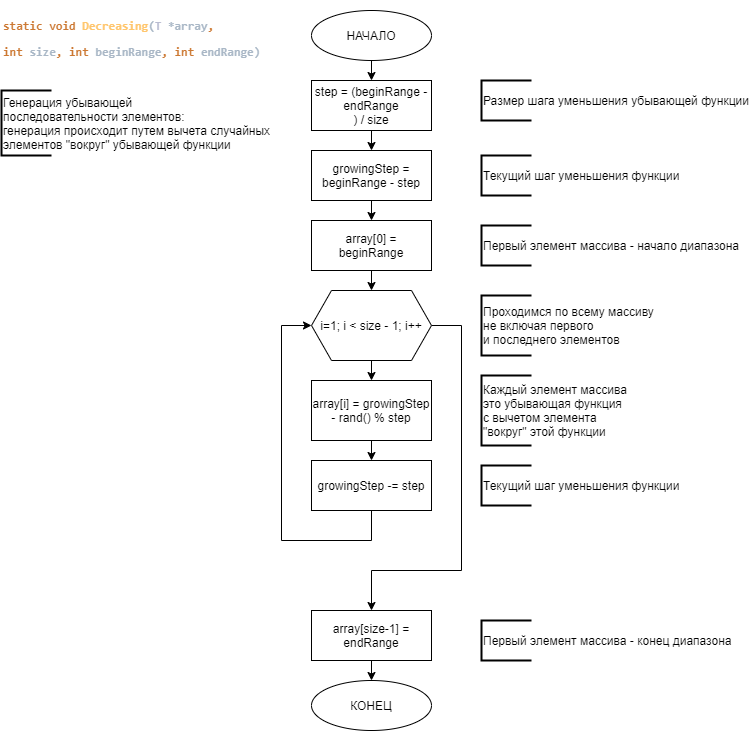 static void Decreasing(T *array,
int size, int beginRange, int endRange)
Генерация убывающей
последовательности элементов:
генерация происходит путем вычета случайных
элементов "вокруг" убывающей функции
НАЧАЛО
step = (beginRange -
endRange
) / size
Размер шага уменьшения убывающей функции
growingStep =
beginRange - step
Текущий шаг уменьшения функции
array[0] =
beginRange
Первый элемент массива - начало диапазона
i=1; i < size - 1; i++
Проходимся по всему массиву
не включая первого
и последнего элементов
array[i] = growingStep
- rand() % step
Каждый элемент массива
это убывающая функция
с вычетом элемента
"вокруг" этой функции
growingStep -= step
Текущий шаг уменьшения функции
array[size-1] =
endRange
Первый элемент массива - конец диапазона
КОНЕЦ